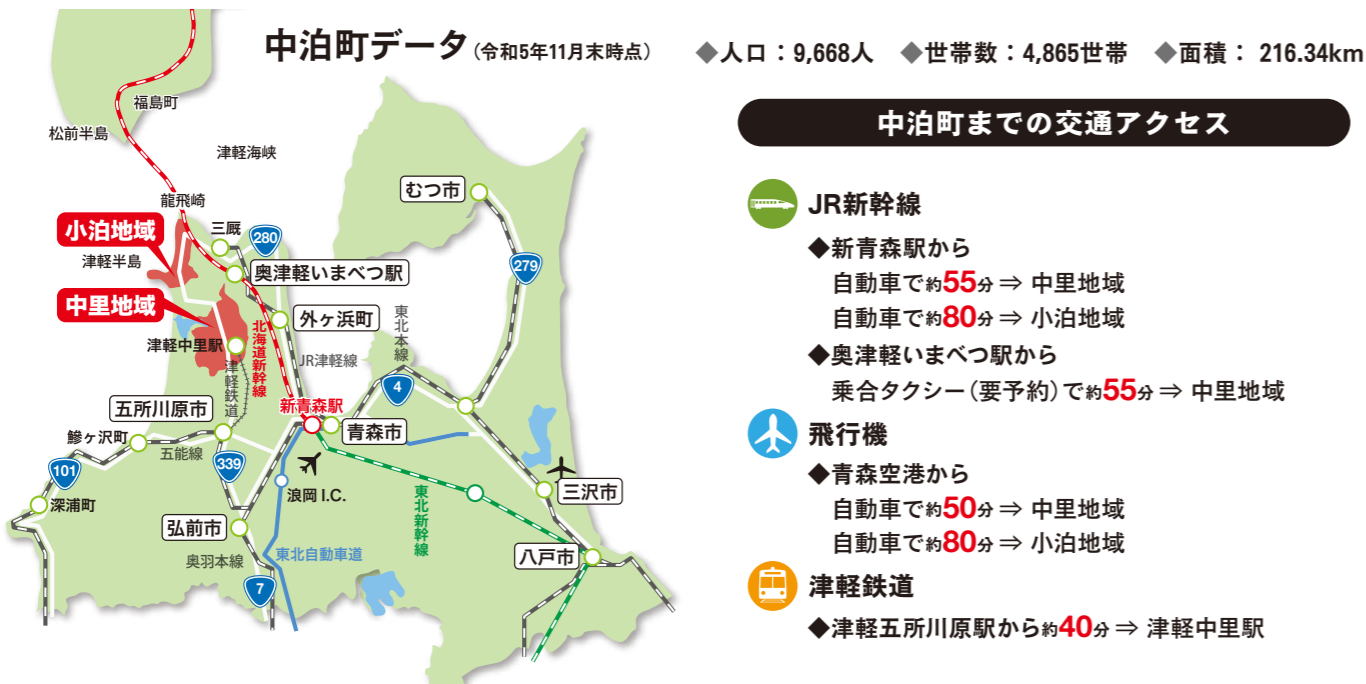 中泊町データ(令和5年11月末時点)
◆人口：9,668人 ◆世帯数：4,865世帯 ◆面積： 216.34km
福島町
松前半島
津軽海峡
龍飛崎
小泊地域
三厩
280
むつ市
津軽半島
奥津軽いまべつ駅
279
中里地域
外ヶ浜町
東北本線
北海道新幹線
津軽中里駅
JR津軽線
津軽鉄道
4
新青森駅
五所川原市
青森市
鰺ヶ沢町
五能線
339
101
浪岡 I.C.
三沢市
深浦町
東北新幹線
弘前市
奥羽本線
東北自動車道
八戸市
7
中泊町までの交通アクセス
JR新幹線
◆新青森駅から
自動車で約55分⇒ 中里地域
自動車で約80分⇒ 小泊地域
◆奥津軽いまべつ駅から
乗合タクシー（要予約）で約55分⇒ 中里地域
飛行機
◆青森空港から
自動車で約50分⇒ 中里地域
自動車で約80分⇒ 小泊地域
津軽鉄道
◆津軽五所川原駅から約40分⇒ 津軽中里駅